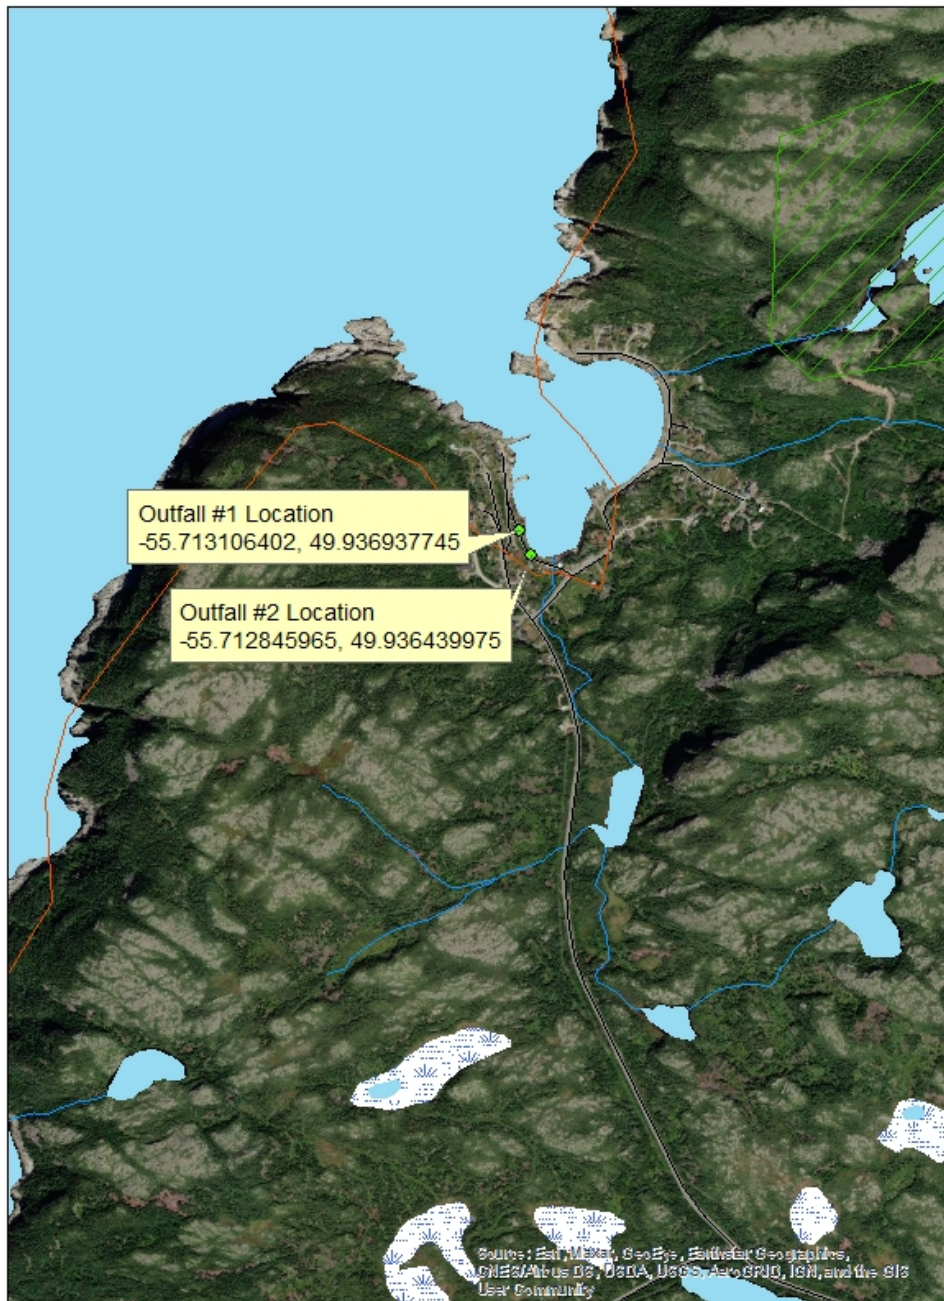 Outfall #1 Location
-55.713106402, 49.936937745
Outfall #2 Location
-55.712845965, 49.936439975
Source: Esri, Maxar, GeoEye, Earthstar Geographics,
CNES/Airbus DS, USDA, USGS, AeroGRID, IGN, and the GIS
User Community